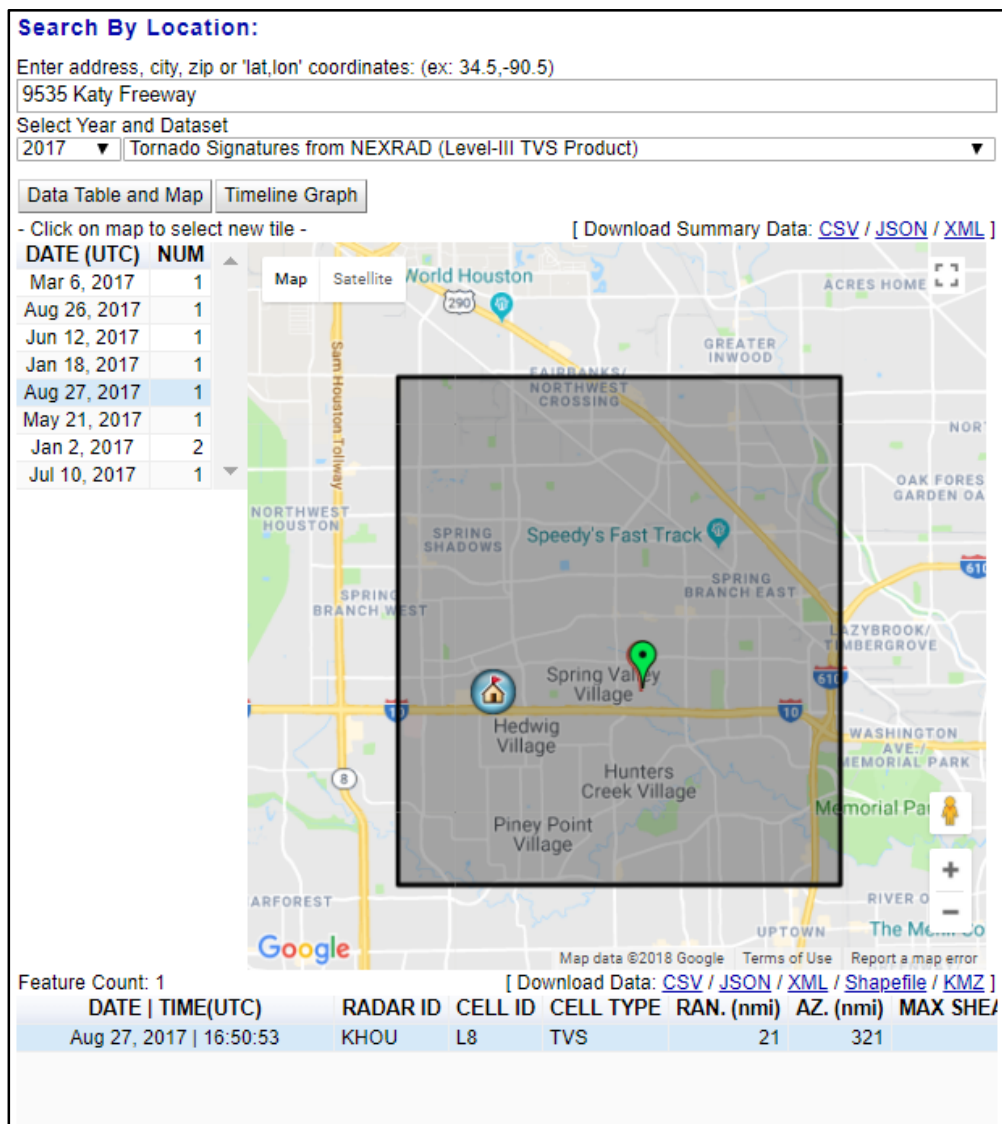 Search By Location:
Enter address, city, zip or 'lat,lon' coordinates: (ex: 34.5,-90.5)
9535 Katy Freeway
Select Year and Dataset
2017 ▼ Tornado Signatures from NEXRAD (Level-III TVS Product) ▼
Data Table and Map Timeline Graph
- Click on map to select new tile -
[ Download Summary Data: CSV / JSON / XML ]
DATE (UTC) NUM
Mar 6, 2017 1
Aug 26, 2017 1
Jun 12, 2017 1
Jan 18, 2017 1
Aug 27, 2017 1
May 21, 2017 1
Jan 2, 2017 2
Jul 10, 2017 1
Map Satellite
World Houston
290
ACRES HOME
GREATER
INWOOD
Sam Houston Tollway
FAIRBANKS/
NORTHWEST
CROSSING
NOR
OAK FORES
GARDEN OA
NORTHWEST
HOUSTON
SPRING
SHADOWS
Speedy's Fast Track
610
SPRING
BRANCH EAST
SPRING
BRANCH WEST
LAZYBROOK/
TIMBERGROVE
Spring Valley
Village
610
10
10
Hedwig
Village
WASHINGTON
AVE./
MEMORIAL PARK
8
Hunters
Creek Village
Memorial Pa
Piney Point
Village
ARFOREST
RIVER O
UPTOWN
The Me
Co
Google
Map data ©2018 Google Terms of Use Report a map error
Feature Count: 1
[ Download Data: CSV / JSON / XML / Shapefile / KMZ ]
DATE | TIME(UTC) RADAR ID CELL ID CELL TYPE RAN. (nmi) AZ. (nmi) MAX SHEA
Aug 27, 2017 | 16:50:53 KHOU L8 TVS 21 321